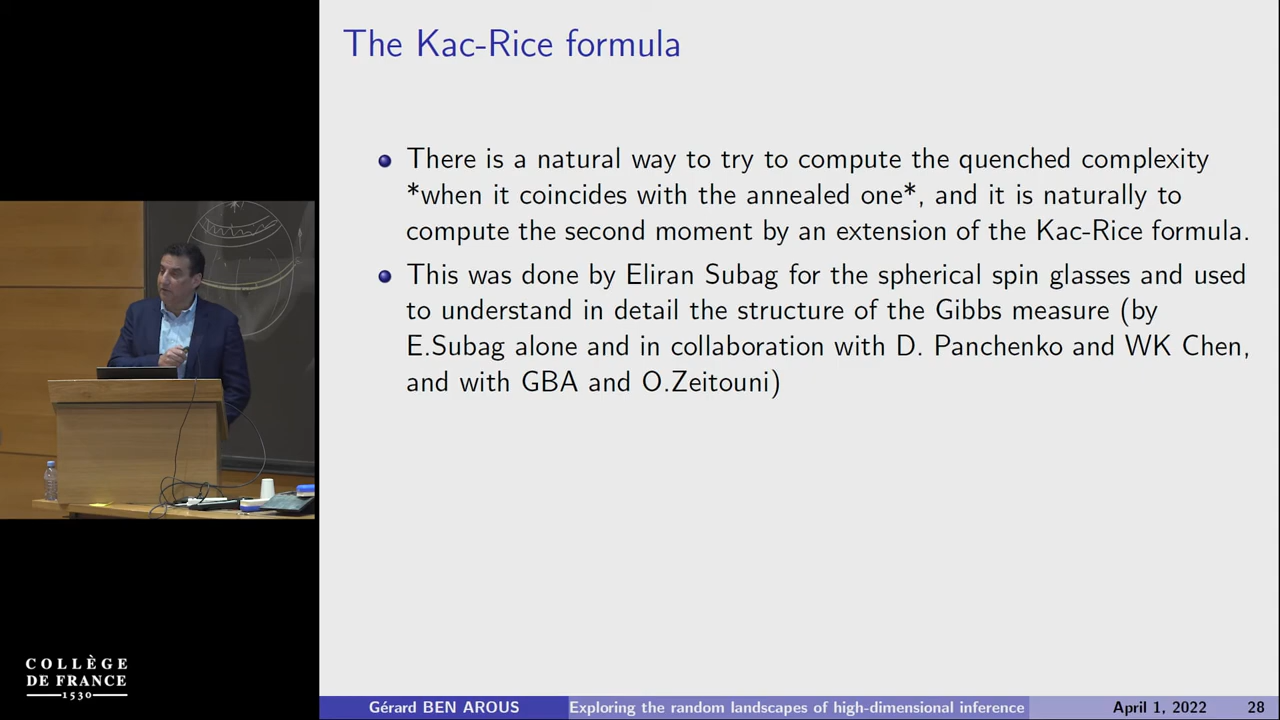 The Kac-Rice formula
There is a natural way to try to compute the quenched complexity
*when it coincides with the annealed one*, and it is naturally to
compute the second moment by an extension of the Kac-Rice formula.
This was done by Eliran Subag for the spherical spin glasses and used
to understand in detail the structure of the Gibbs measure (by
E.Subag alone and in collaboration with D. Panchenko and WK Chen,
and with GBA and O.Zeitouni)
COLLÈGE
DE FRANCE
1530
Gérard BEN AROUS
Exploring the random landscapes of high-dimensional inference
April 1, 2022
28